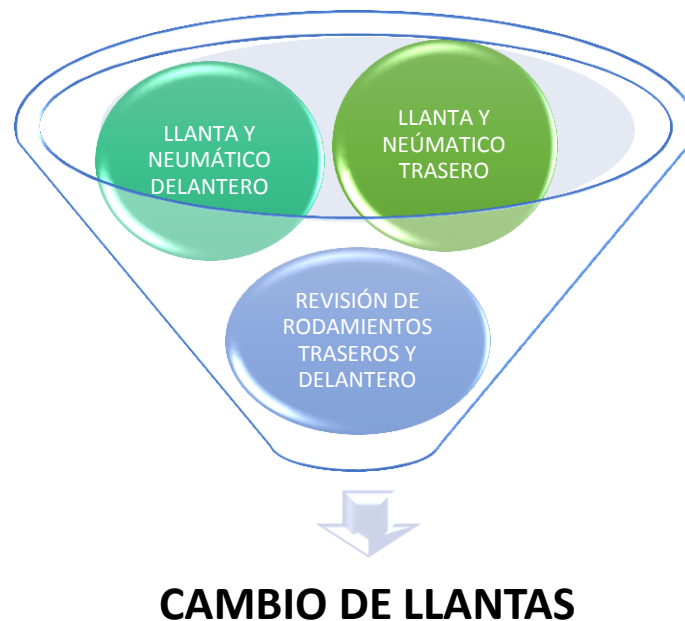 LLANTA Y
NEUMÁTICO
DELANTERO
LLANTA Y
NEÚMATICO
TRASERO
REVISIÓN DE
RODAMIENTOS
TRASEROS Y
DELANTERO
CAMBIO DE LLANTAS